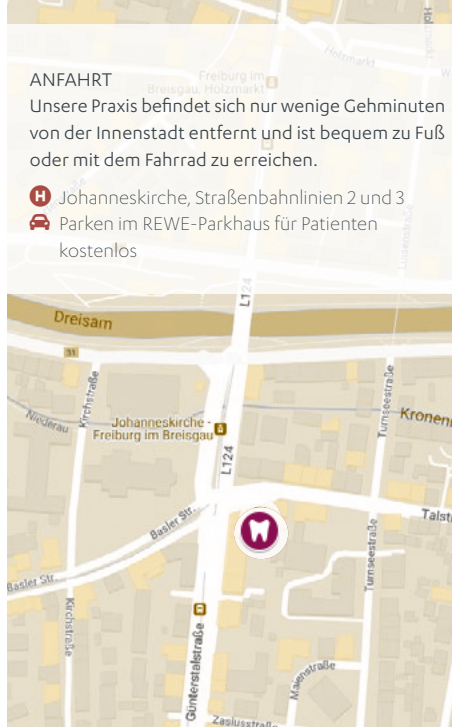 Holzmarkt
ANFAHRT
Freiburg im
Breisgau, Holzmarkt
Unsere Praxis befindet sich nur wenige Gehminuten
von der Innenstadt entfernt und ist bequem zu Fuß
oder mit dem Fahrrad zu erreichen.
H Johanneskirche, Straßenbahnlinien 2 und 3
Parken im REWE-Parkhaus für Patienten
kostenlos
L124
Dreisam
31
Kirchstraße
Turnseestraße
Niederau
Johanneskirche -
Freiburg im Breisgau
Kronen
L124
Basler Str.
Talst
Turnseestraße
Basler Str.
Kirchstraße
Günterstalstraße
Maienstraße
Zasiusstraße